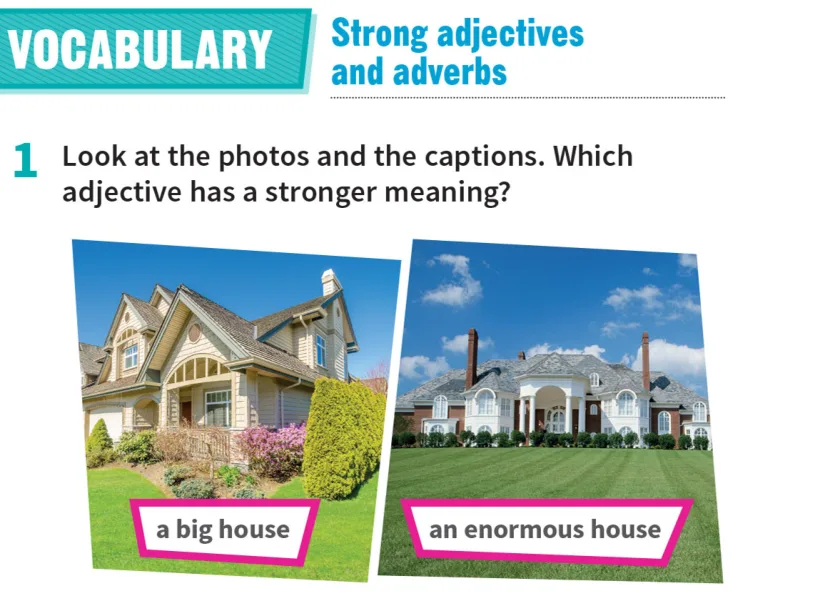 VOCABULARY
Strong adjectives
and adverbs
1 Look at the photos and the captions. Which
adjective has a stronger meaning?
a big house
an enormous house